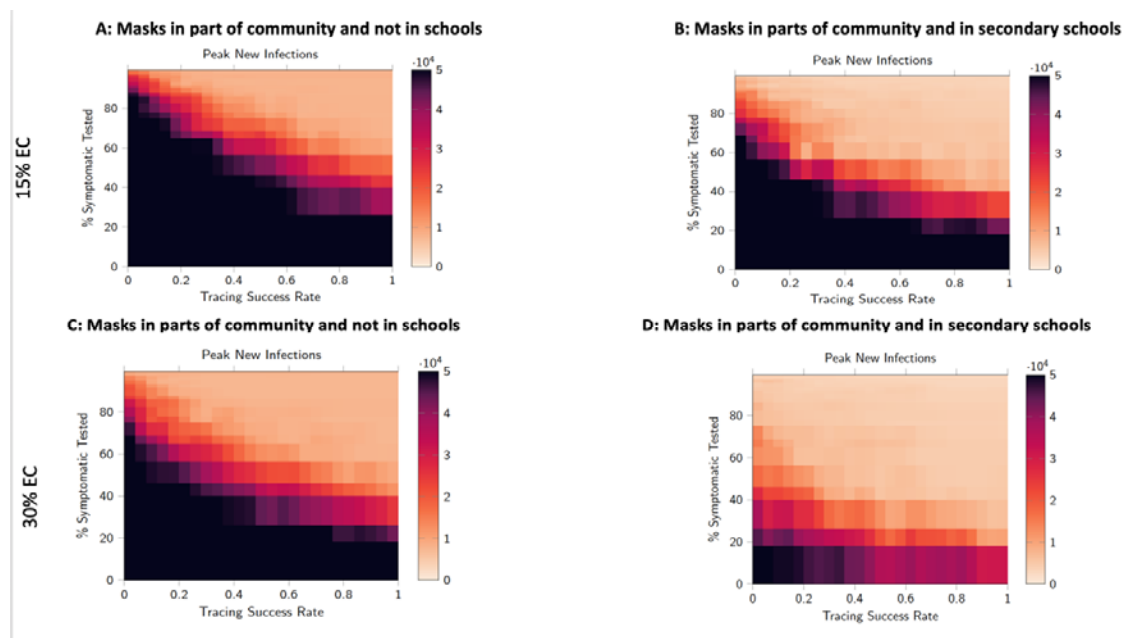 A: Masks in part of community and not in schools
Peak New Infections
·10⁴
5
4
3
2
1
0
80
60
40
20
0
% Symptomatic Tested
0 0.2 0.4 0.6 0.8 1
Tracing Success Rate
15% EC
B: Masks in parts of community and in secondary schools
Peak New Infections
·10⁴
5
4
3
2
1
0
80
60
40
20
0
% Symptomatic Tested
0 0.2 0.4 0.6 0.8 1
Tracing Success Rate
C: Masks in parts of community and not in schools
Peak New Infections
·10⁴
5
4
3
2
1
0
80
60
40
20
0
% Symptomatic Tested
0 0.2 0.4 0.6 0.8 1
Tracing Success Rate
30% EC
D: Masks in parts of community and in secondary schools
Peak New Infections
·10⁴
5
4
3
2
1
0
80
60
40
20
0
% Symptomatic Tested
0 0.2 0.4 0.6 0.8 1
Tracing Success Rate